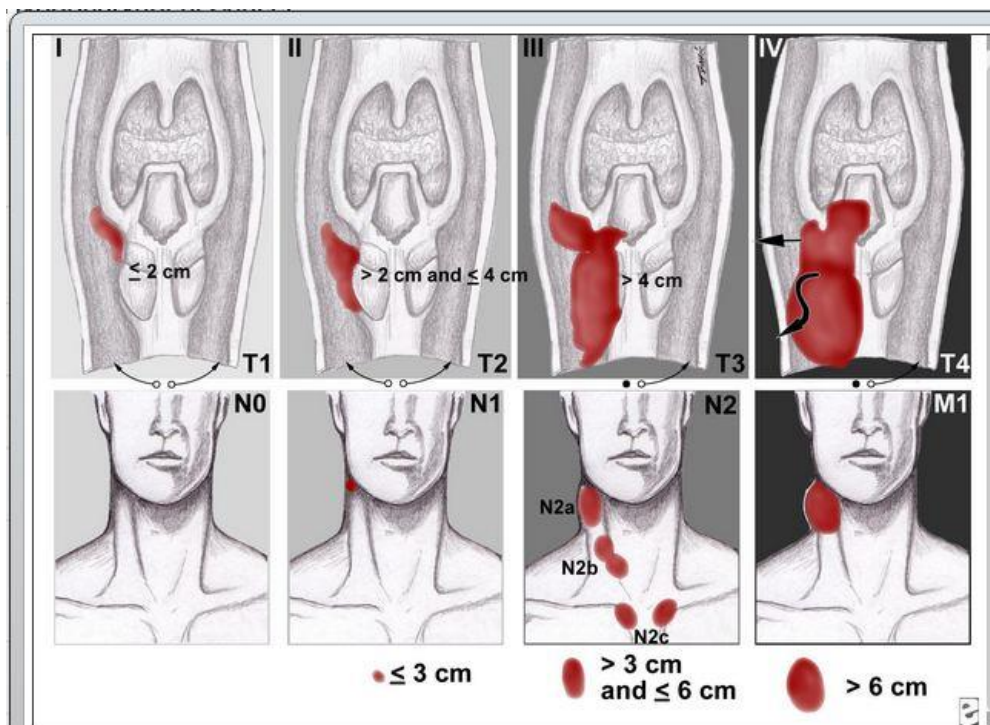 I
II
III
IV
≤ 2 cm
> 2 cm and ≤ 4 cm
> 4 cm
T1
T2
T3
T4
N0
N1
N2
M1
N2a
N2b
N2c
≤ 3 cm
> 3 cm
and ≤ 6 cm
> 6 cm